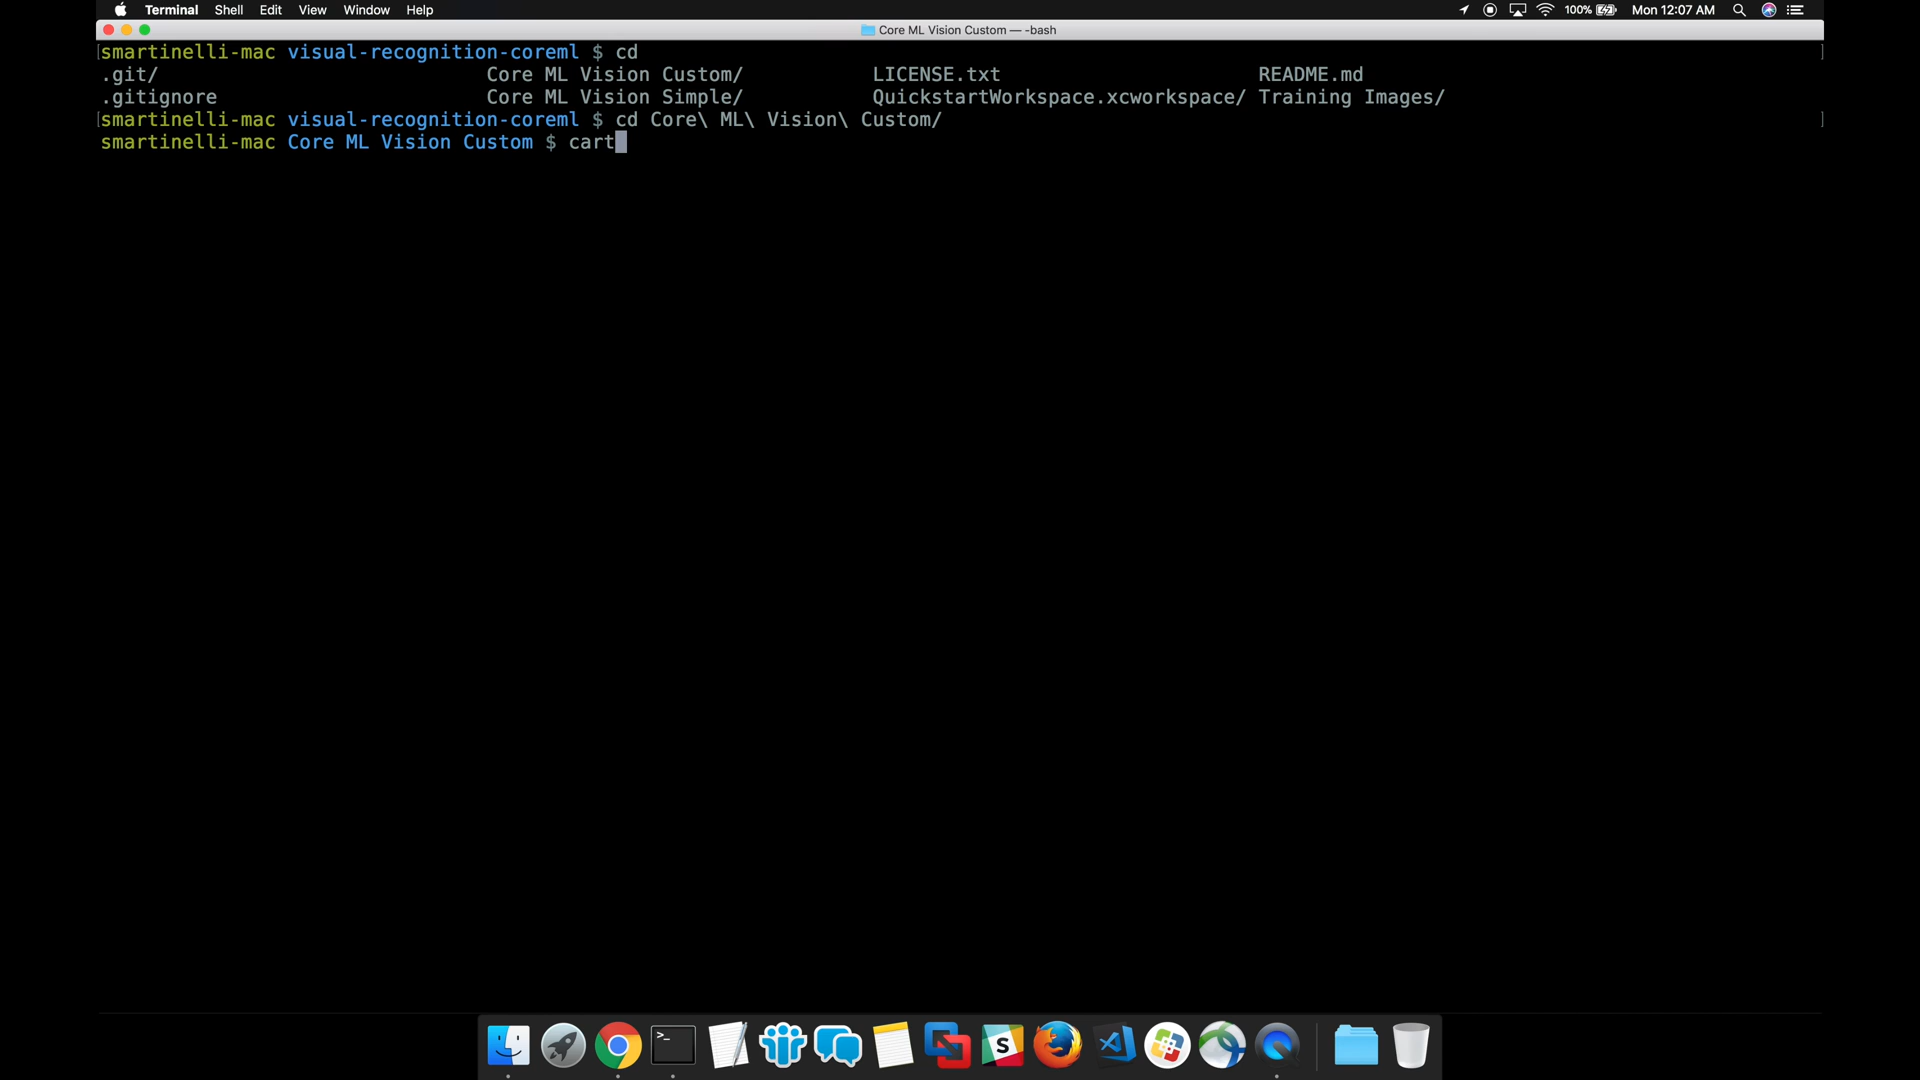 Terminal Shell Edit View Window Help 100% Mon 12:07 AM
Core ML Vision Custom — -bash
smartinelli-mac visual-recognition-coreml $ cd
.git/ Core ML Vision Custom/ LICENSE.txt README.md
.gitignore Core ML Vision Simple/ QuickstartWorkspace.xcworkspace/ Training Images/
smartinelli-mac visual-recognition-coreml $ cd Core\ ML\ Vision\ Custom/
smartinelli-mac Core ML Vision Custom $ cart
>_
S